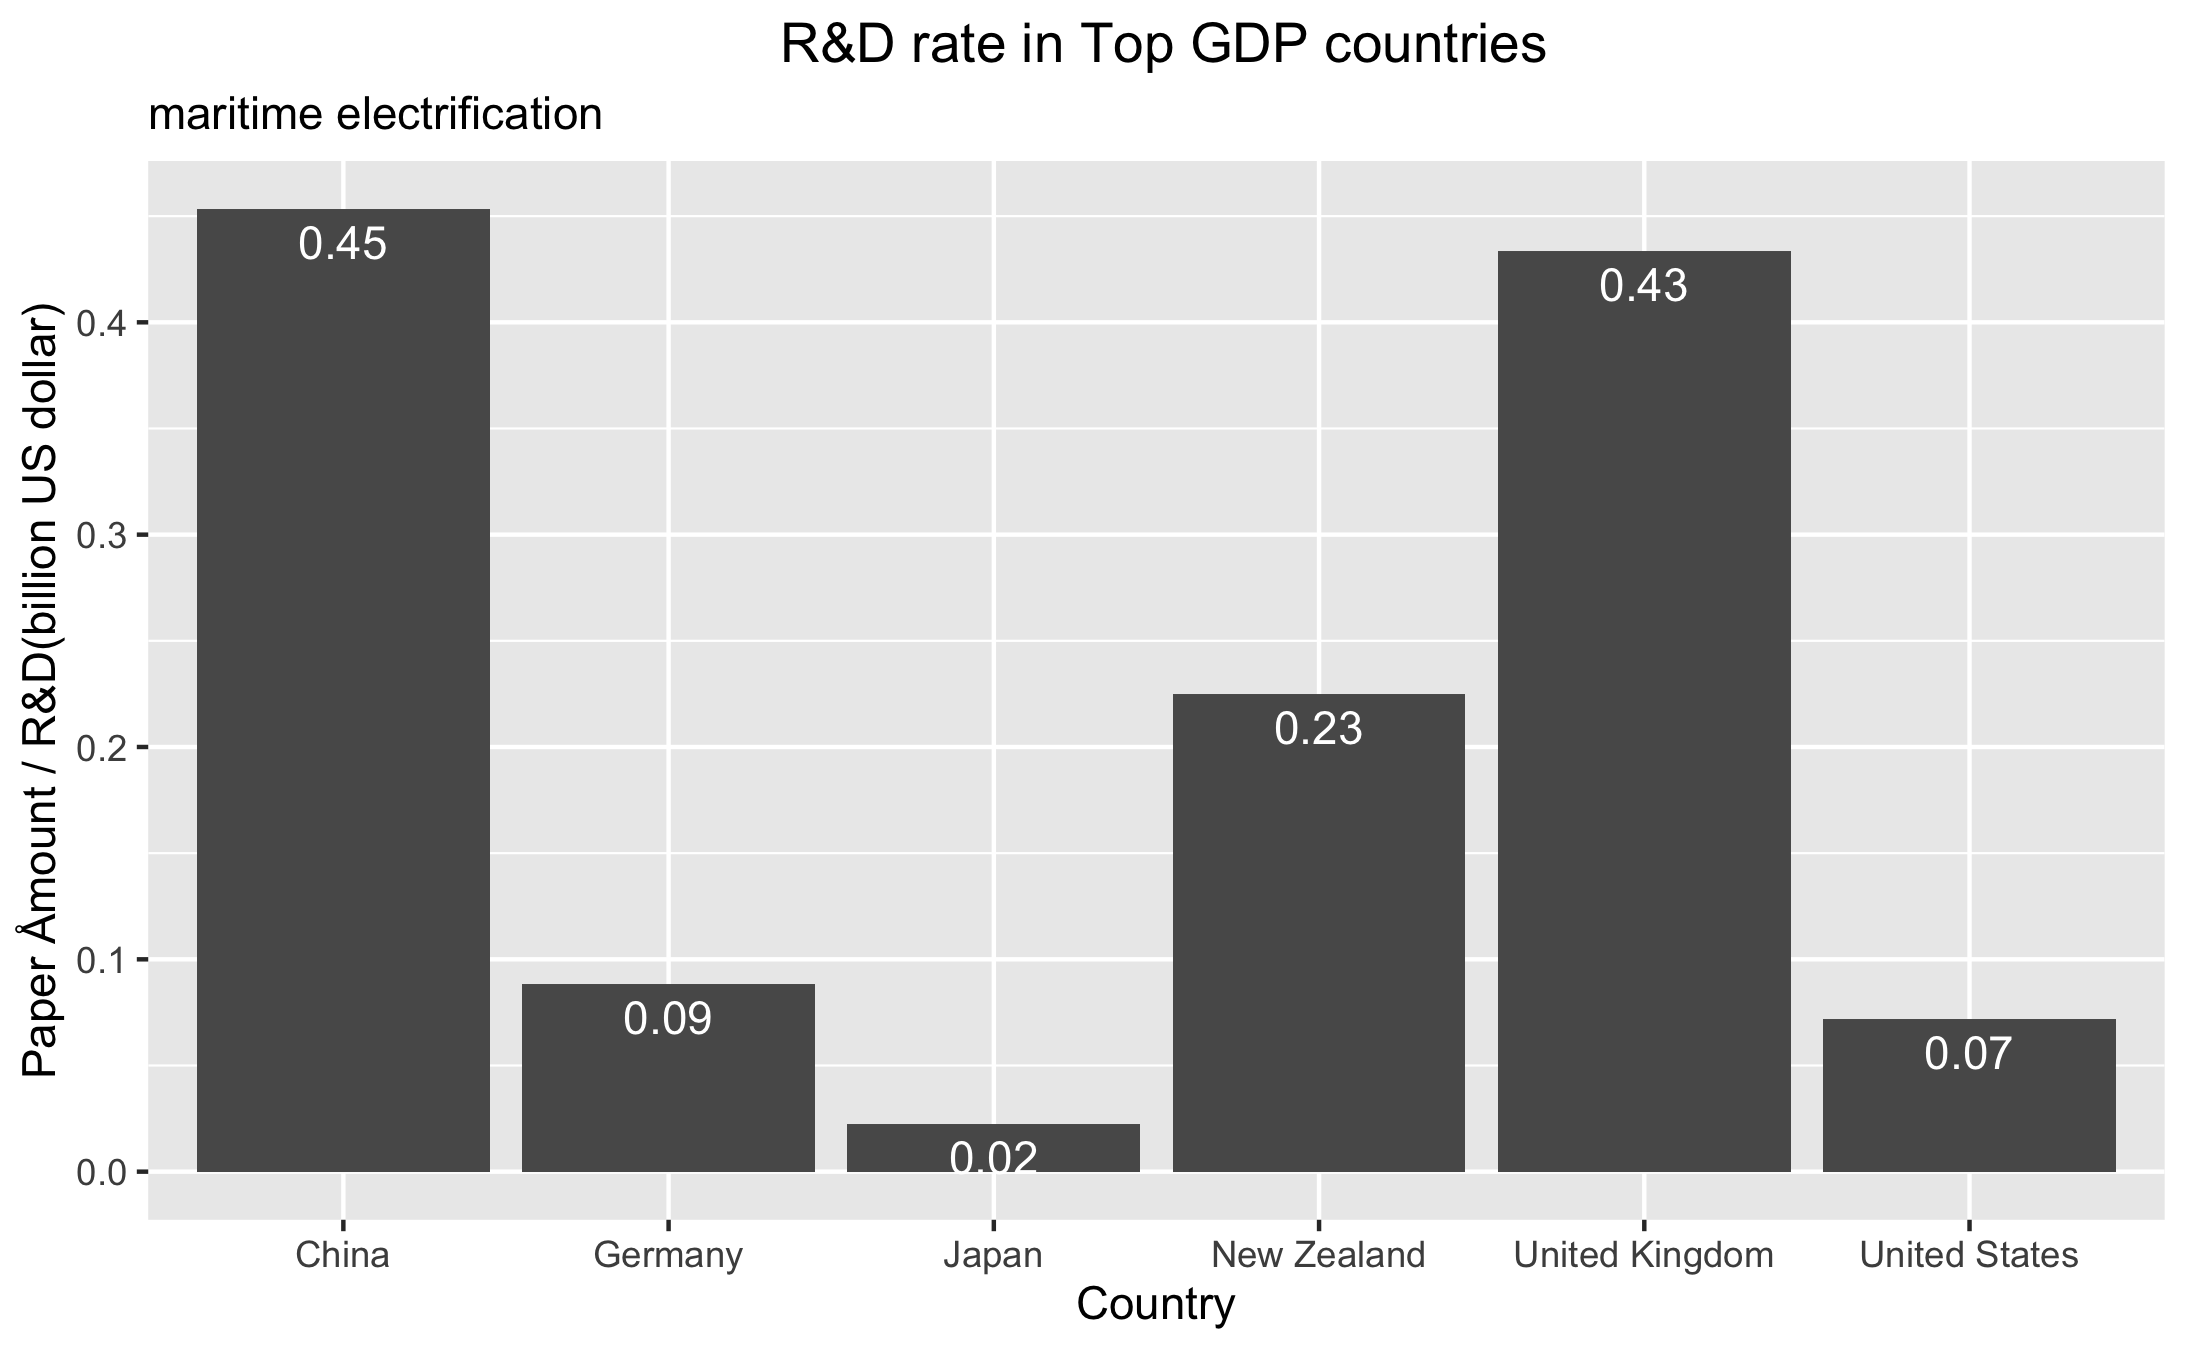 R&D rate in Top GDP countries
maritime electrification
Paper Åmount / R&D(billion US dollar)
0.4
0.3
0.2
0.1
0.0
0.45
0.09
0.02
0.23
0.43
0.07
China
Germany
Japan
New Zealand
United Kingdom
United States
Country